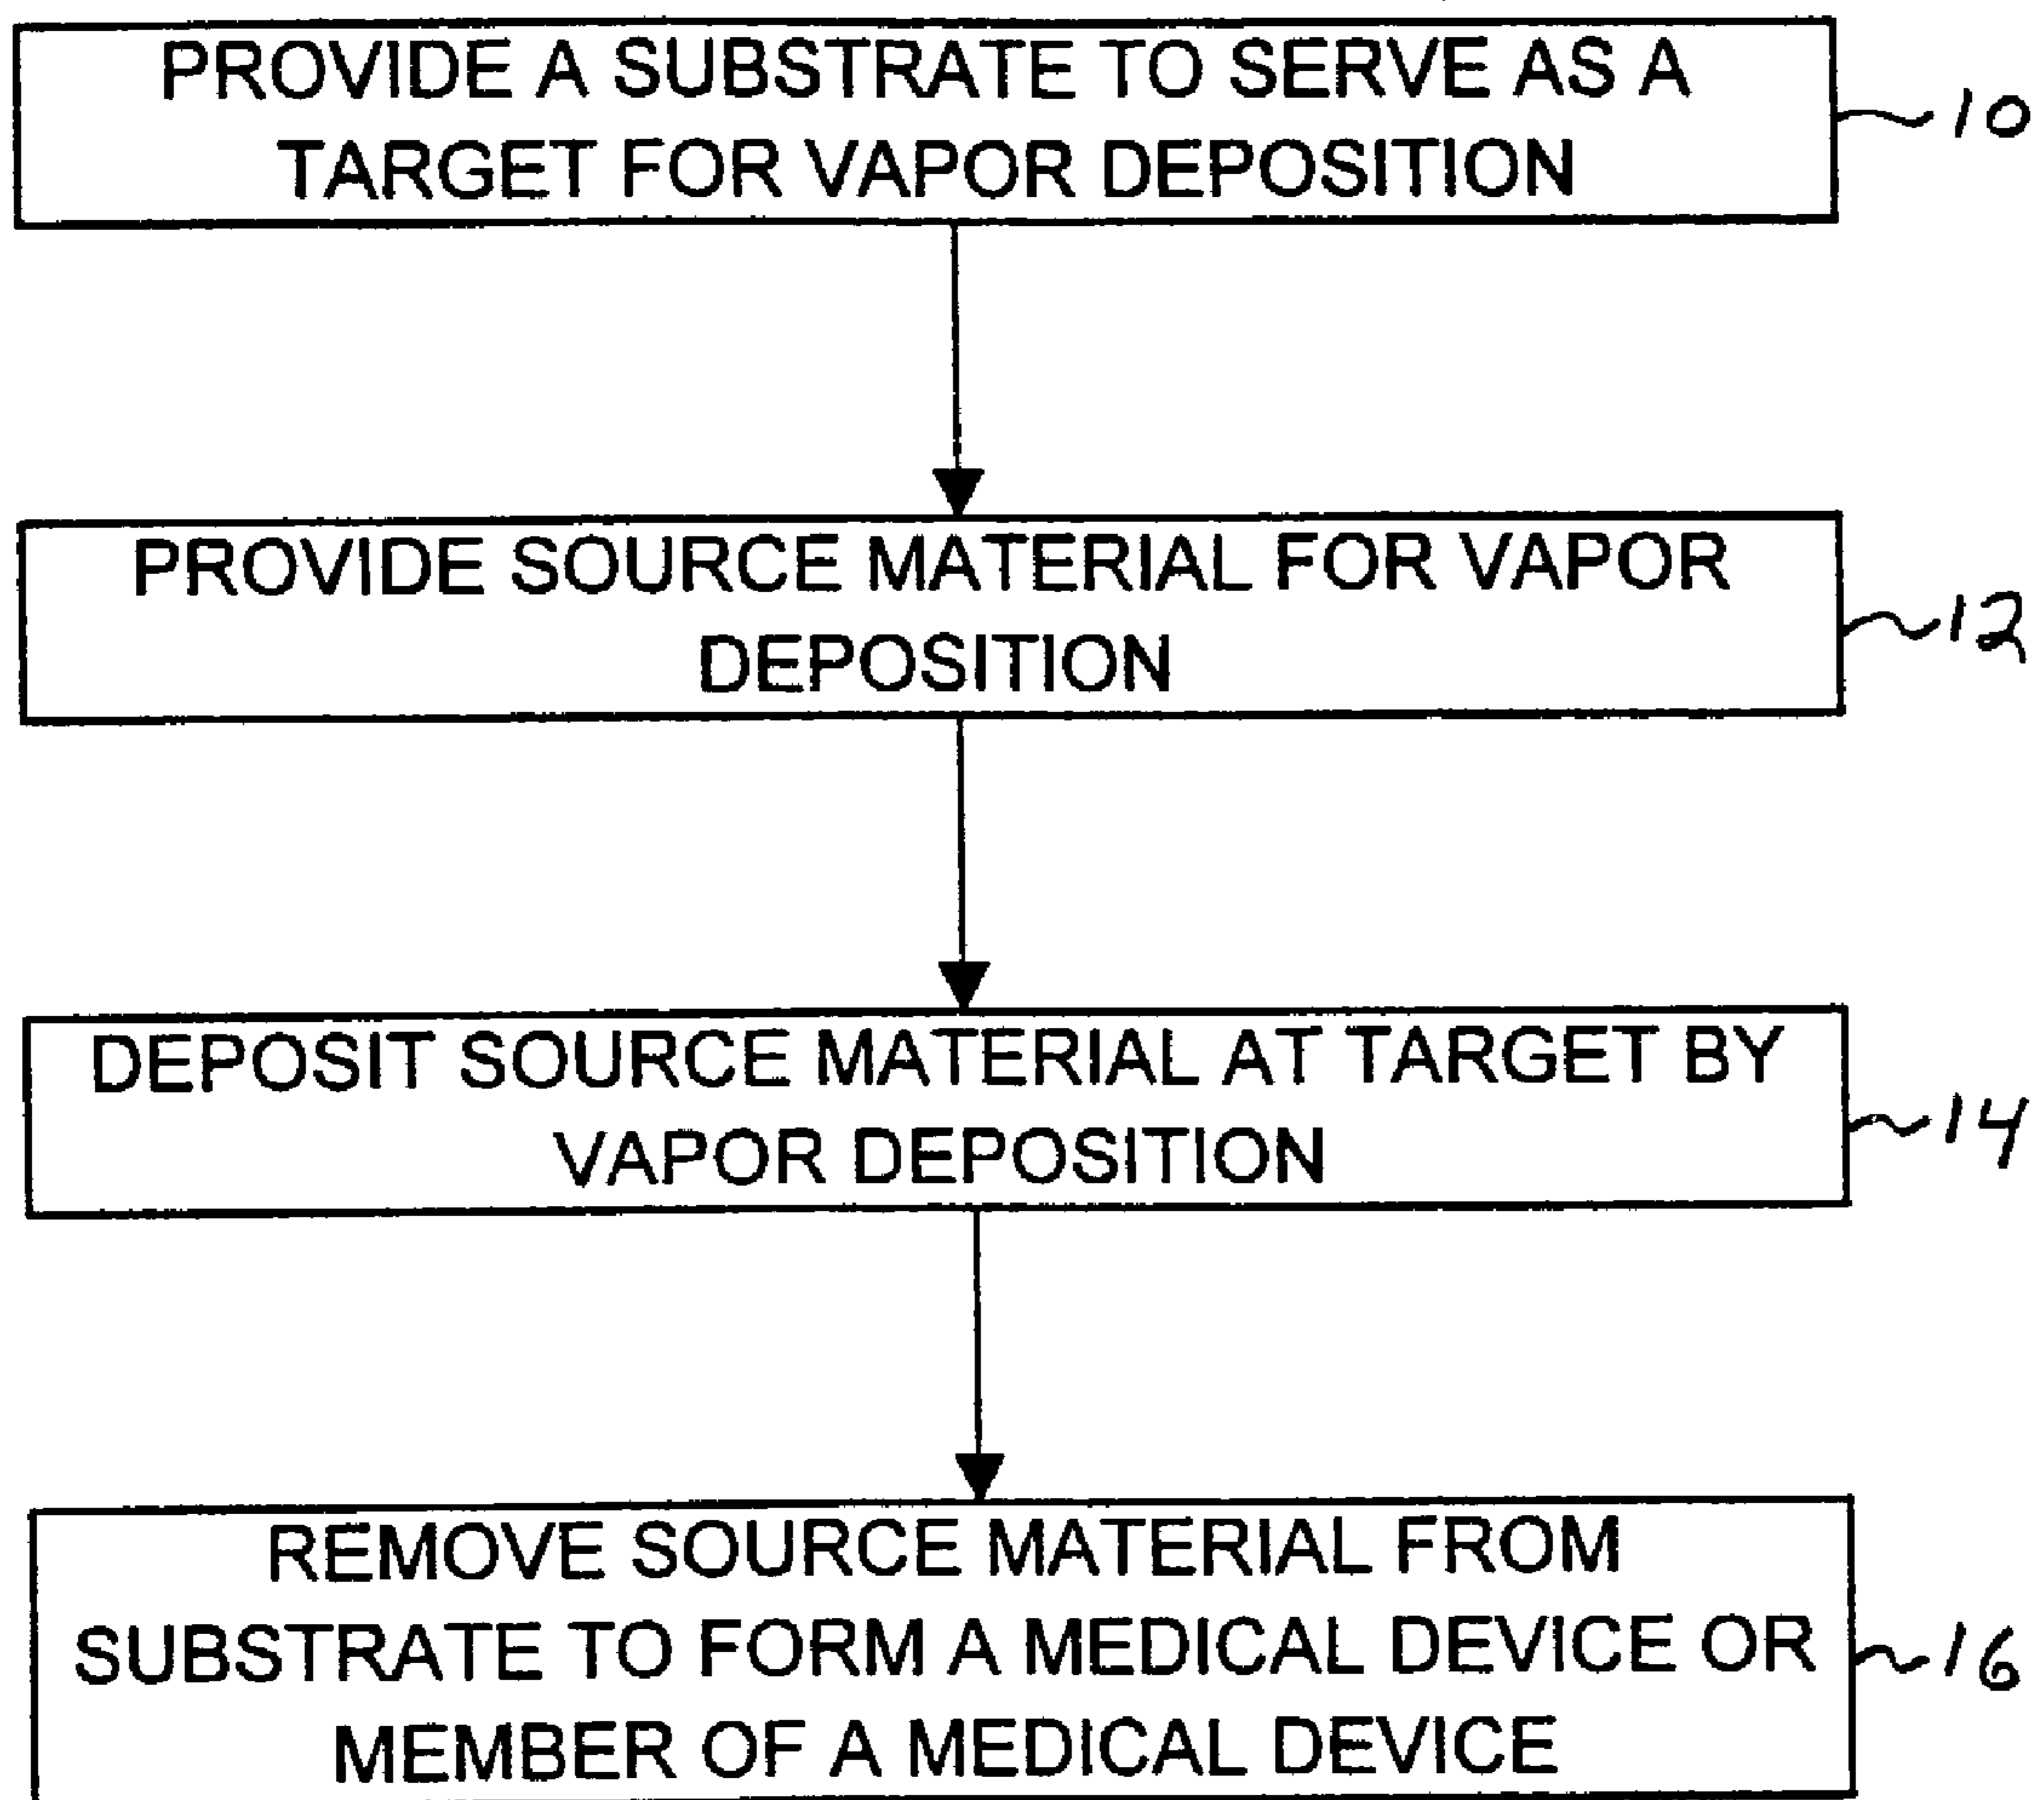 PROVIDE A SUBSTRATE TO SERVE AS A
TARGET FOR VAPOR DEPOSITION
10
PROVIDE SOURCE MATERIAL FOR VAPOR
DEPOSITION
12
DEPOSIT SOURCE MATERIAL AT TARGET BY
VAPOR DEPOSITION
14
REMOVE SOURCE MATERIAL FROM
SUBSTRATE TO FORM A MEDICAL DEVICE OR
MEMBER OF A MEDICAL DEVICE
16